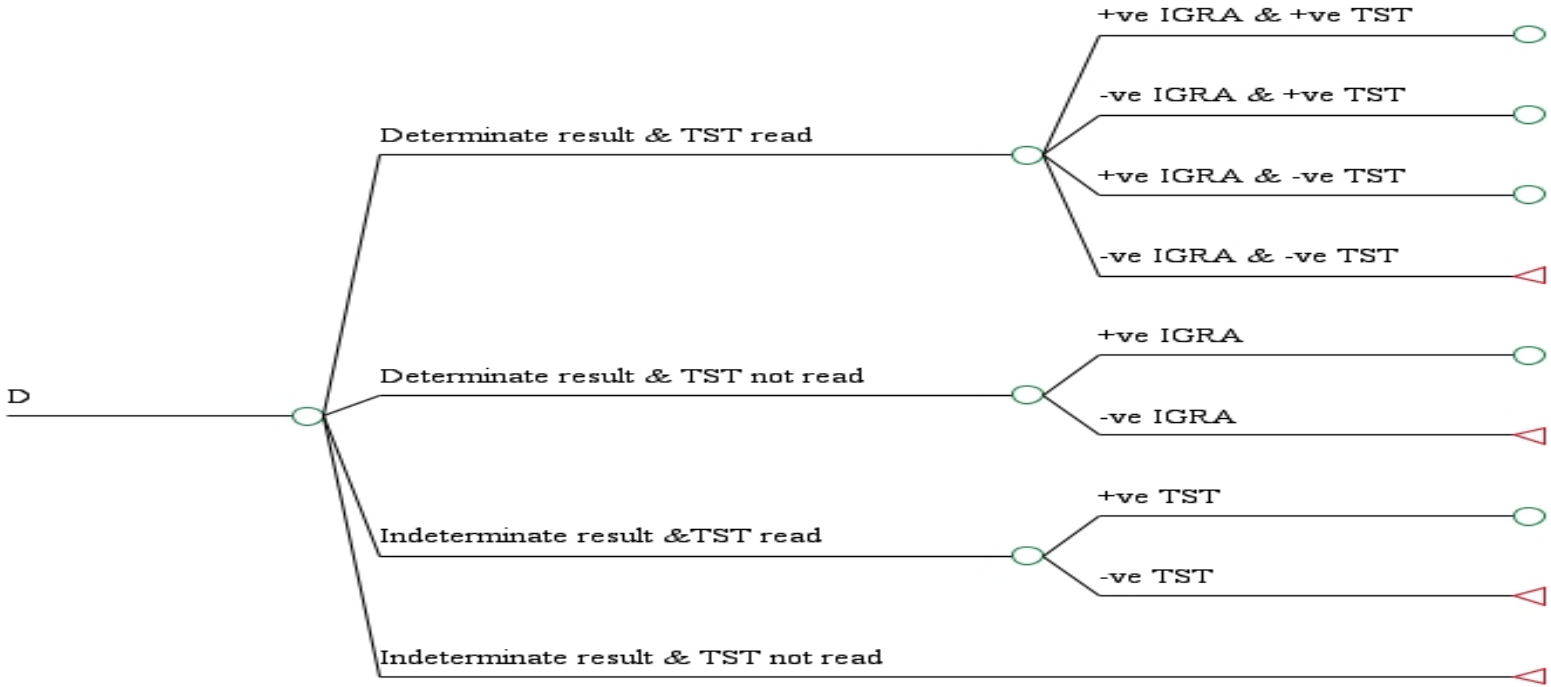 +ve IGRA & +ve TST
-ve IGRA & +ve TST
Determinate result & TST read
+ve IGRA & -ve TST
-ve IGRA & -ve TST
+ve IGRA
Determinate result & TST not read
D
-ve IGRA
+ve TST
Indeterminate result &TST read
-ve TST
Indeterminate result & TST not read